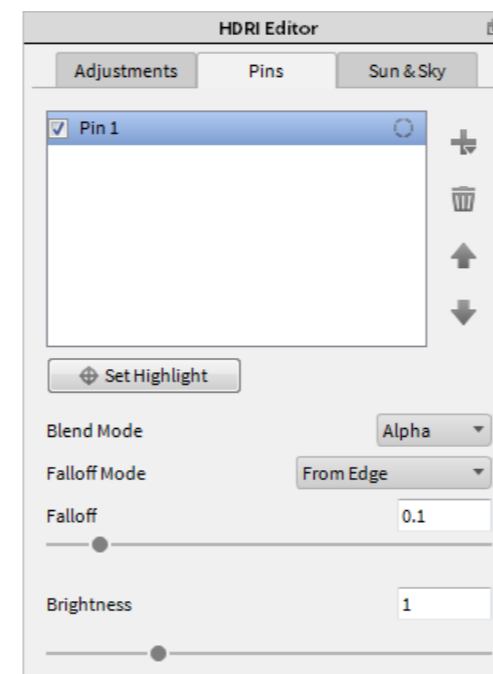 HDRI Editor
Adjustments Pins Sun & Sky
Pin 1
Set Highlight
Blend Mode Alpha
Falloff Mode From Edge
Falloff 0.1
Brightness 1